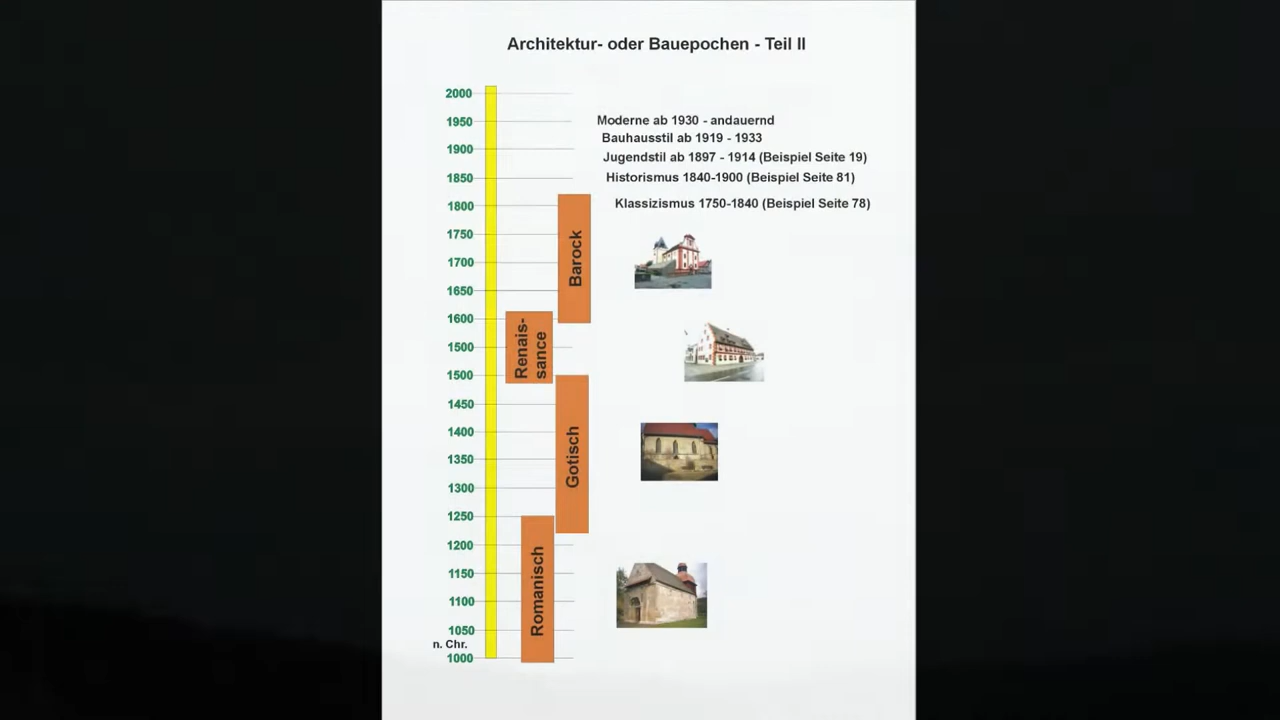 Architektur- oder Bauepochen - Teil II
2000
1950
Moderne ab 1930 - andauernd
Bauhausstil ab 1919 - 1933
1900
Jugendstil ab 1897 - 1914 (Beispiel Seite 19)
1850
Historismus 1840-1900 (Beispiel Seite 81)
1800
Klassizismus 1750-1840 (Beispiel Seite 78)
1750
1700
1650
Barock
1600
1500
Renais-
sance
1500
1450
1400
1350
1300
Gotisch
1250
1200
1150
1100
1050
Romanisch
n. Chr.
1000